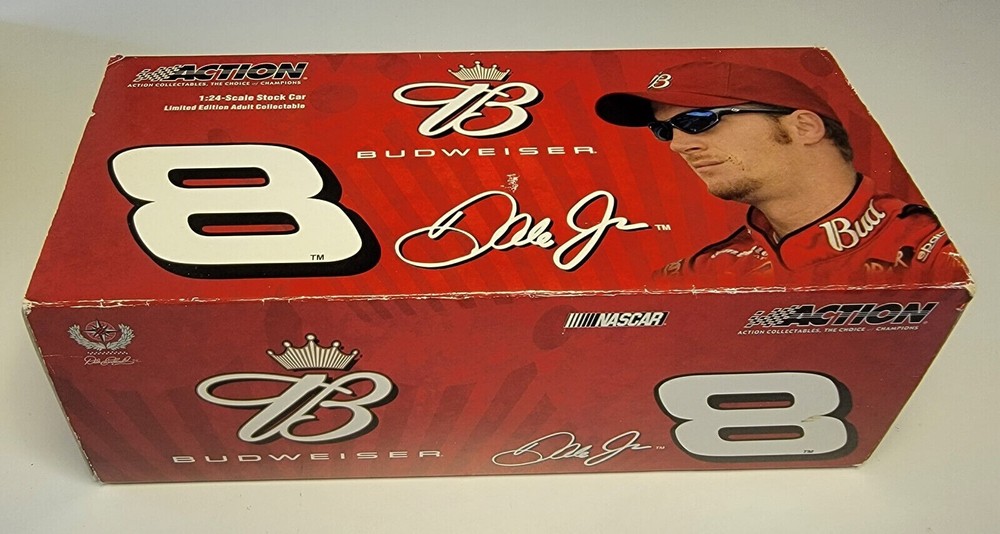 ACTION
ACTION COLLECTABLES, THE CHOICE OF CHAMPIONS
1:24-Scale Stock Car
Limited Edition Adult Collectable
B
BUDWEISER
8
TM
Dale Jr
TM
B
Bud
NASCAR
ACTION
ACTION COLLECTABLES, THE CHOICE OF CHAMPIONS
B
BUDWEISER
Dale Jr
TM
8
TM